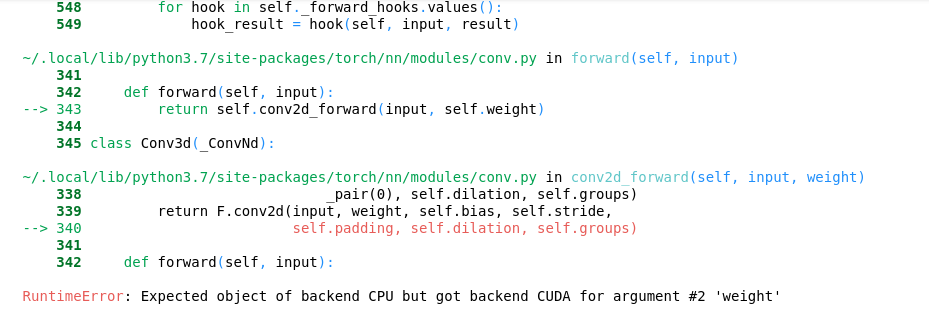 548         for hook in self._forward_hooks.values():
549             hook_result = hook(self, input, result)
~/.local/lib/python3.7/site-packages/torch/nn/modules/conv.py in forward(self, input)
341
342     def forward(self, input):
--> 343         return self.conv2d_forward(input, self.weight)
344
345 class Conv3d(_ConvNd):
~/.local/lib/python3.7/site-packages/torch/nn/modules/conv.py in conv2d_forward(self, input, weight)
338                             _pair(0), self.dilation, self.groups)
339         return F.conv2d(input, weight, self.bias, self.stride,
--> 340                         self.padding, self.dilation, self.groups)
341
342     def forward(self, input):
RuntimeError: Expected object of backend CPU but got backend CUDA for argument #2 'weight'